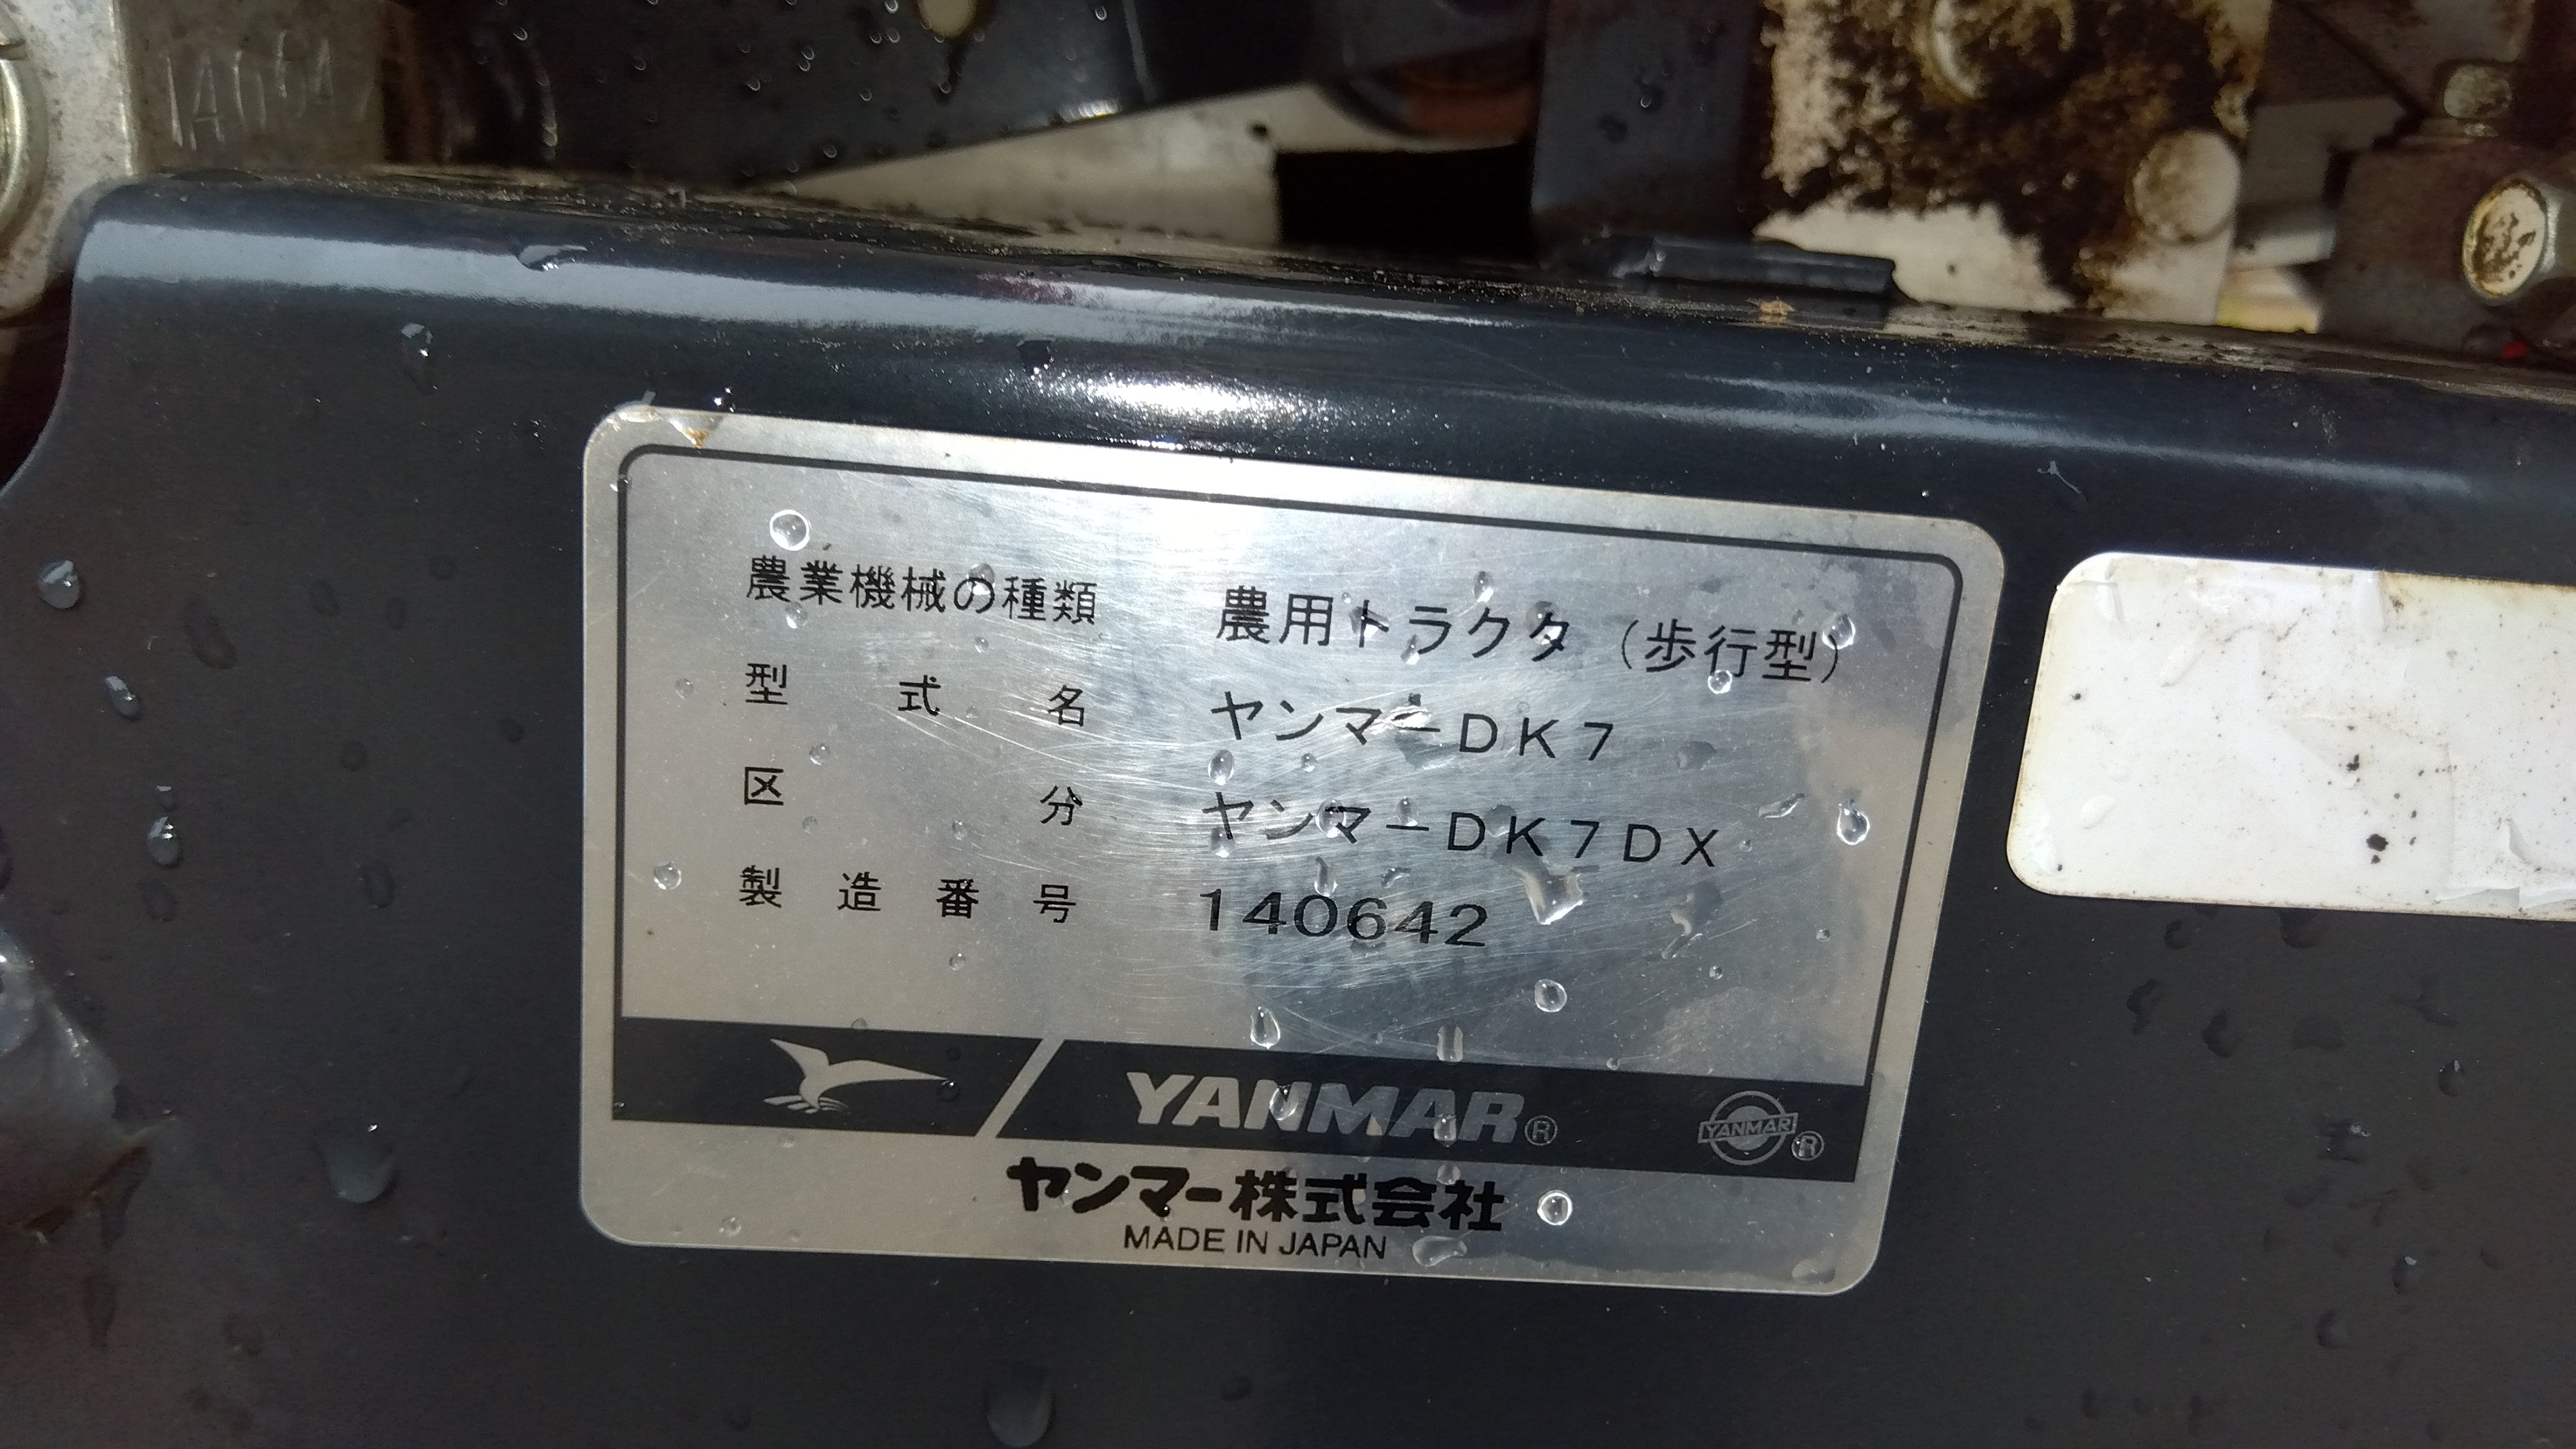 農業機械の種類 農用トラクタ（歩行型）
型式名 ヤンマーDK7
区分 ヤンマーDK7DX
製造番号 140642
YANMAR® YANMAR®
ヤンマー株式会社
MADE IN JAPAN